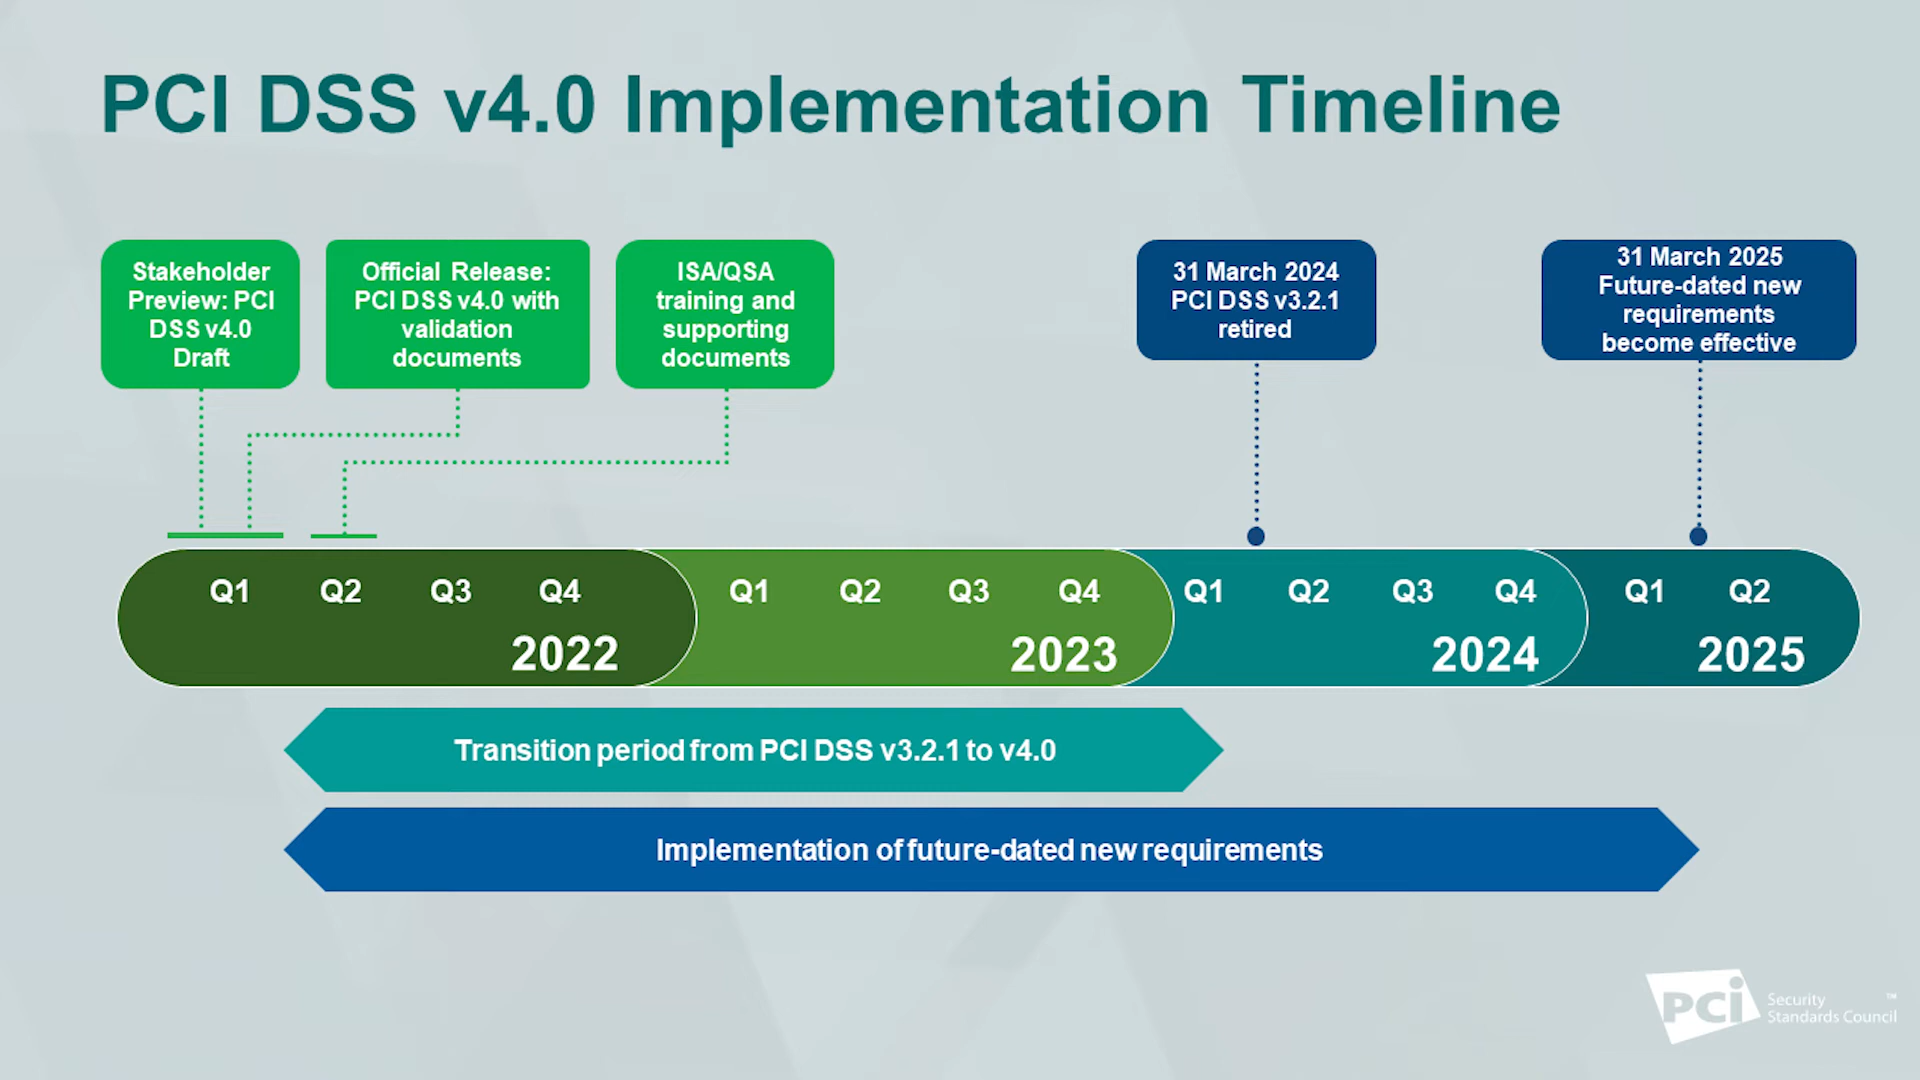 PCI DSS v4.0 Implementation Timeline
Stakeholder
Preview: PCI
DSS v4.0
Draft
Official Release:
PCI DSS v4.0 with
validation
documents
ISA/QSA
training and
supporting
documents
31 March 2024
PCI DSS v3.2.1
retired
31 March 2025
Future-dated new
requirements
become effective
Q1 Q2 Q3 Q4
2022
Q1 Q2 Q3 Q4
2023
Q1 Q2 Q3 Q4
2024
Q1 Q2
2025
Transition period from PCI DSS v3.2.1 to v4.0
Implementation of future-dated new requirements
PCi
Security ™
Standards Council